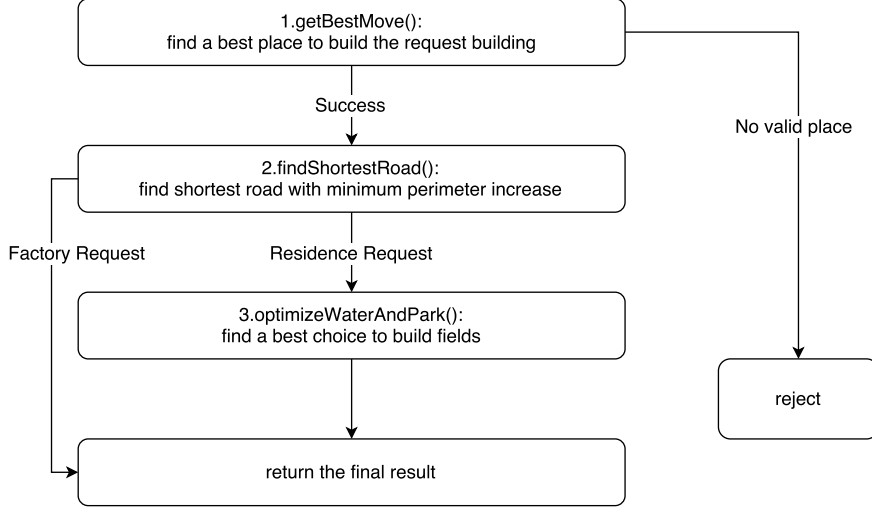 1.getBestMove():
find a best place to build the request building
Success
No valid place
2.findShortestRoad():
find shortest road with minimum perimeter increase
Factory Request
Residence Request
3.optimizeWaterAndPark():
find a best choice to build fields
reject
return the final result